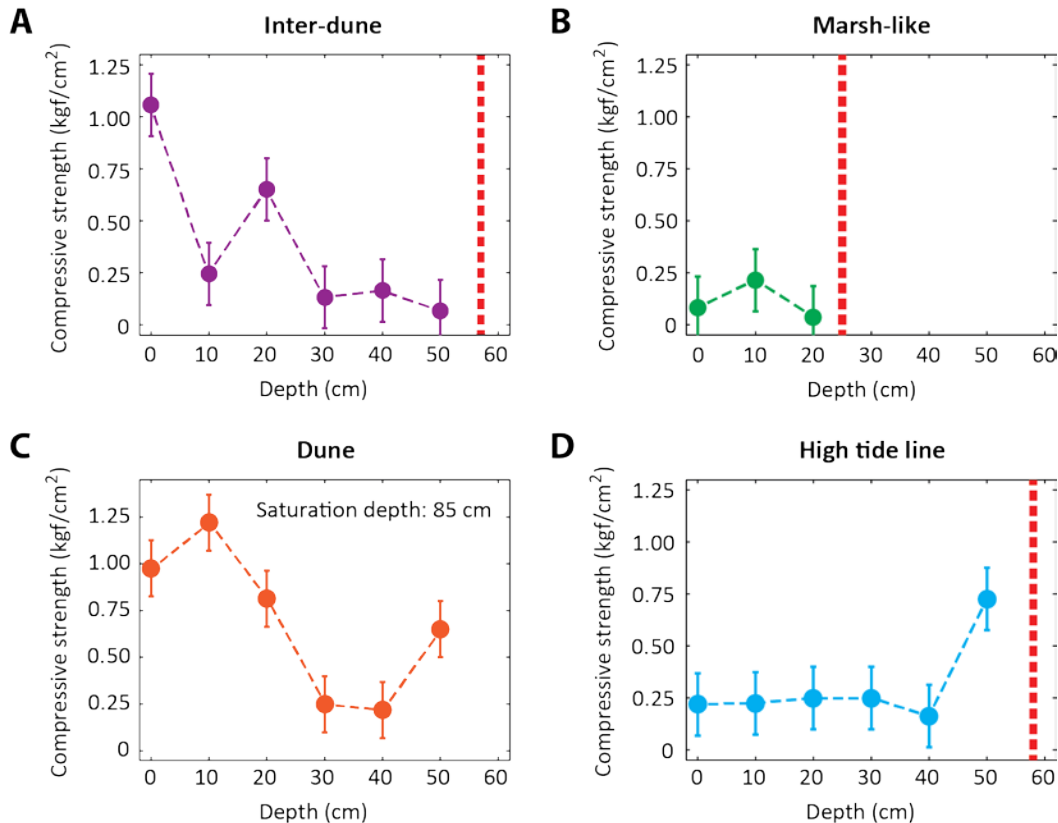 A
Inter-dune
Compressive strength (kgf/cm²)
1.25
1.00
0.75
0.50
0.25
0
0 10 20 30 40 50 60
Depth (cm)
B
Marsh-like
Compressive strength (kgf/cm²)
1.25
1.00
0.75
0.50
0.25
0
0 10 20 30 40 50 60
Depth (cm)
C
Dune
Saturation depth: 85 cm
Compressive strength (kgf/cm²)
1.25
1.00
0.75
0.50
0.25
0
0 10 20 30 40 50 60
Depth (cm)
D
High tide line
Compressive strength (kgf/cm²)
1.25
1.00
0.75
0.50
0.25
0
0 10 20 30 40 50 60
Depth (cm)